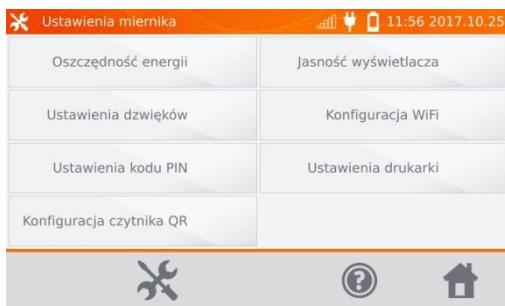 Ustawienia miernika 11:56 2017.10.25
Oszczędność energii Jasność wyświetlacza
Ustawienia dzwięków Konfiguracja WiFi
Ustawienia kodu PIN Ustawienia drukarki
Konfiguracja czytnika QR